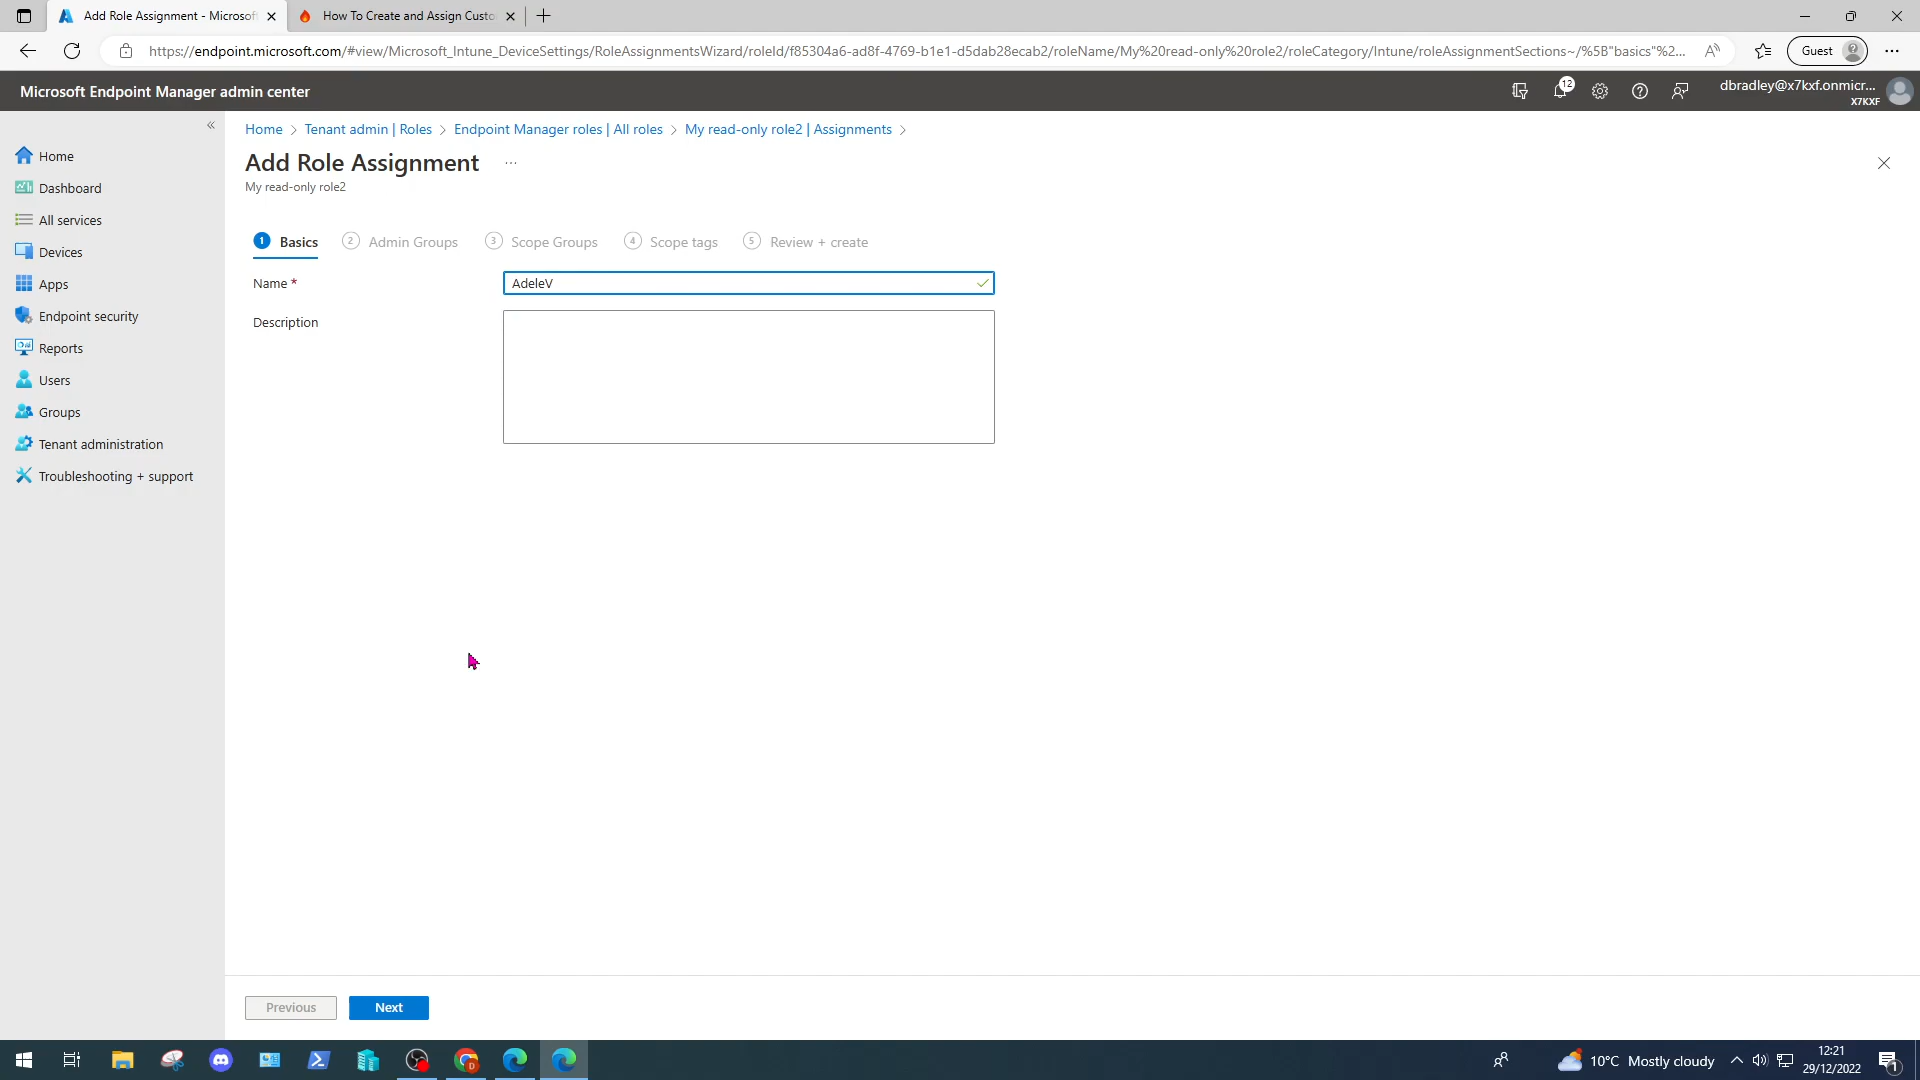 Add Role Assignment - Microsof
How To Create and Assign Custo
https://endpoint.microsoft.com/#view/Microsoft_Intune_DeviceSettings/RoleAssignmentsWizard/roleId/f85304a6-ad8f-4769-b1e1-d5dab28ecab2/roleName/My%20read-only%20role2/roleCategory/Intune/roleAssignmentSections~/%5B"basics"%2...
Guest
Microsoft Endpoint Manager admin center
12
dbradley@x7kxf.onmicr...
X7KXF
Home
Dashboard
All services
Devices
Apps
Endpoint security
Reports
Users
Groups
Tenant administration
Troubleshooting + support
Home > Tenant admin | Roles > Endpoint Manager roles | All roles > My read-only role2 | Assignments >
Add Role Assignment ...
My read-only role2
1 Basics 2 Admin Groups 3 Scope Groups 4 Scope tags 5 Review + create
Name * AdeleV
Description
Previous Next
10°C Mostly cloudy
12:21
29/12/2022
1